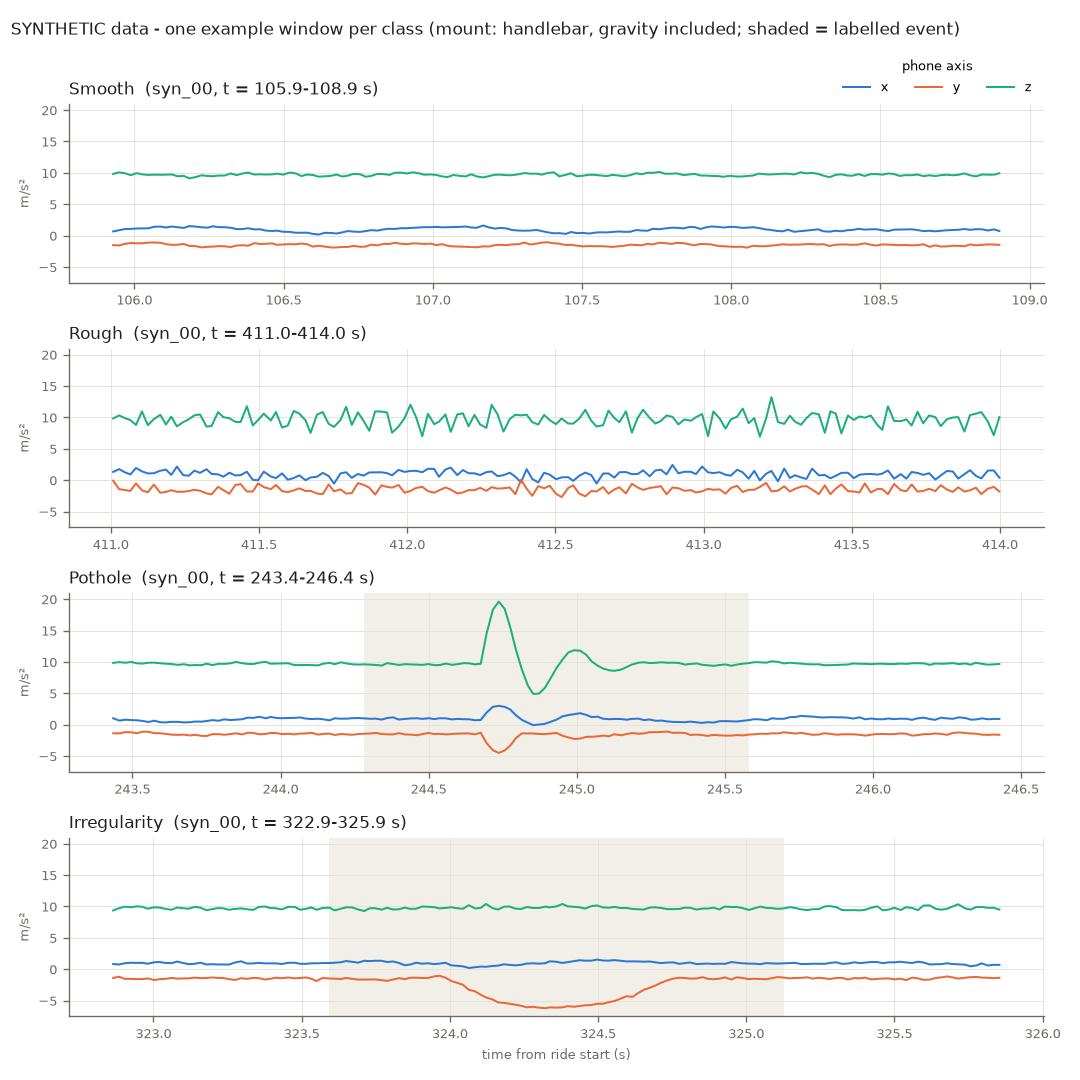 SYNTHETIC data - one example window per class (mount: handlebar, gravity included; shaded = labelled event)
phone axis
x y z
Smooth (syn_00, t = 105.9-108.9 s)
20
15
10
5
0
−5
m/s²
106.0 106.5 107.0 107.5 108.0 108.5 109.0
Rough (syn_00, t = 411.0-414.0 s)
20
15
10
5
0
−5
m/s²
411.0 411.5 412.0 412.5 413.0 413.5 414.0
Pothole (syn_00, t = 243.4-246.4 s)
20
15
10
5
0
−5
m/s²
243.5 244.0 244.5 245.0 245.5 246.0 246.5
Irregularity (syn_00, t = 322.9-325.9 s)
20
15
10
5
0
−5
m/s²
323.0 323.5 324.0 324.5 325.0 325.5 326.0
time from ride start (s)